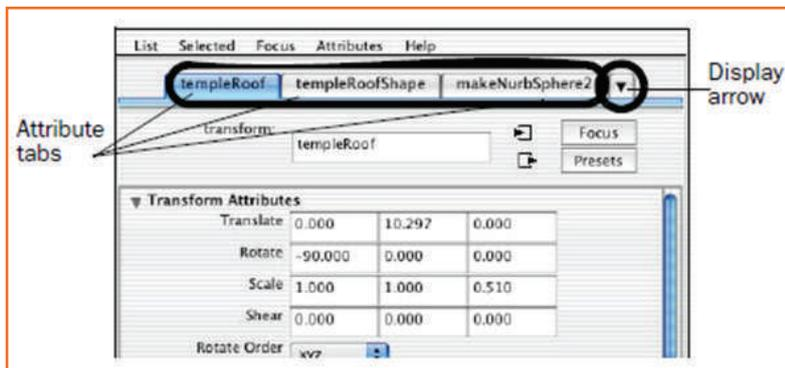 List Selected Focus Attributes Help
templeRoof templeRoofShape makeNurbSphere2
Display arrow
Attribute tabs
transform: templeRoof
Focus
Presets
Transform Attributes
Translate 0.000 10.297 0.000
Rotate -90.000 0.000 0.000
Scale 1.000 1.000 0.510
Shear 0.000 0.000 0.000
Rotate Order xyz